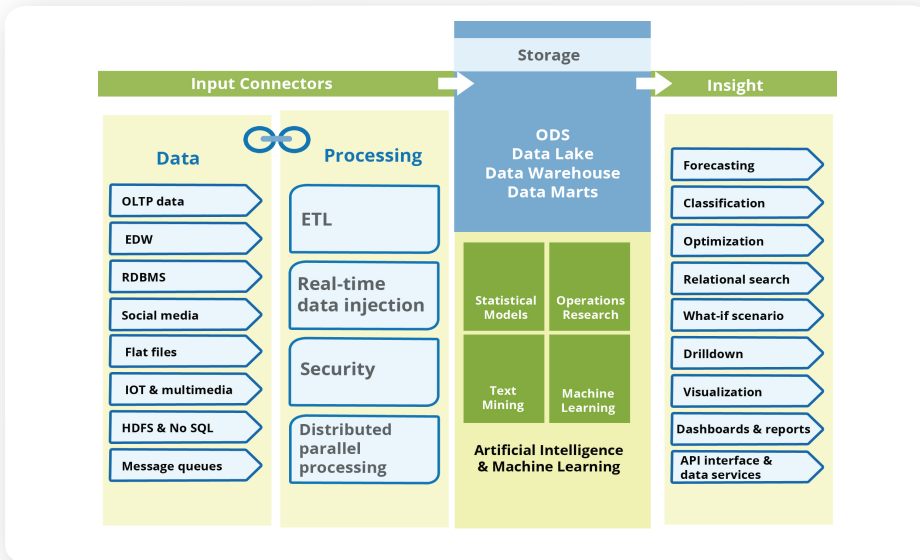 Storage
Input Connectors
Insight
Data
Processing
ODS
Data Lake
Data Warehouse
Data Marts
OLTP data
EDW
RDBMS
Social media
Flat files
IOT & multimedia
HDFS & No SQL
Message queues
ETL
Real-time
data injection
Security
Distributed
parallel
processing
Statistical
Models
Operations
Research
Text
Mining
Machine
Learning
Artificial Intelligence
& Machine Learning
Forecasting
Classification
Optimization
Relational search
What-if scenario
Drilldown
Visualization
Dashboards & reports
API interface &
data services